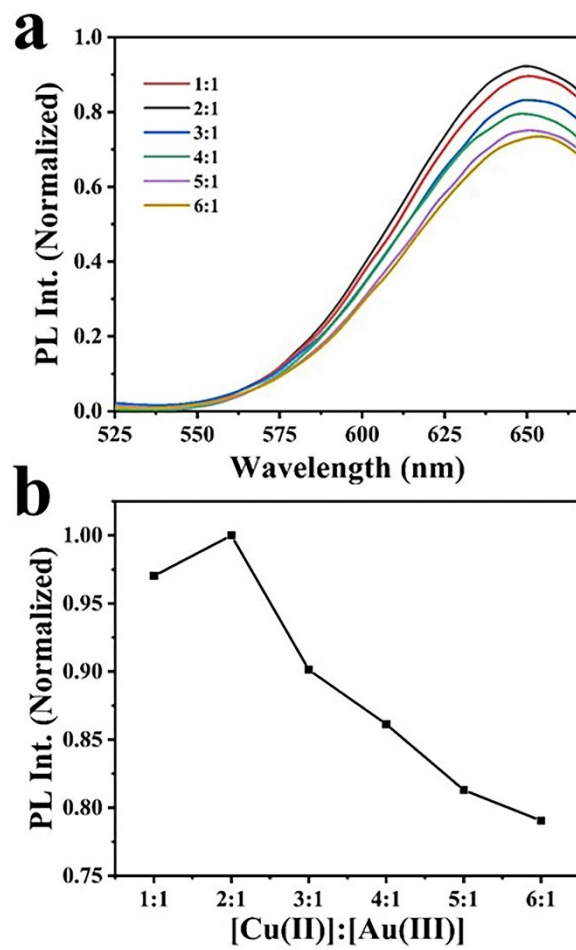 a
1.0
0.8
0.6
0.4
0.2
0.0
PL Int. (Normalized)
1:1
2:1
3:1
4:1
5:1
6:1
525 550 575 600 625 650
Wavelength (nm)
b
1.00
0.95
0.90
0.85
0.80
0.75
PL Int. (Normalized)
1:1 2:1 3:1 4:1 5:1 6:1
[Cu(II)]:[Au(III)]